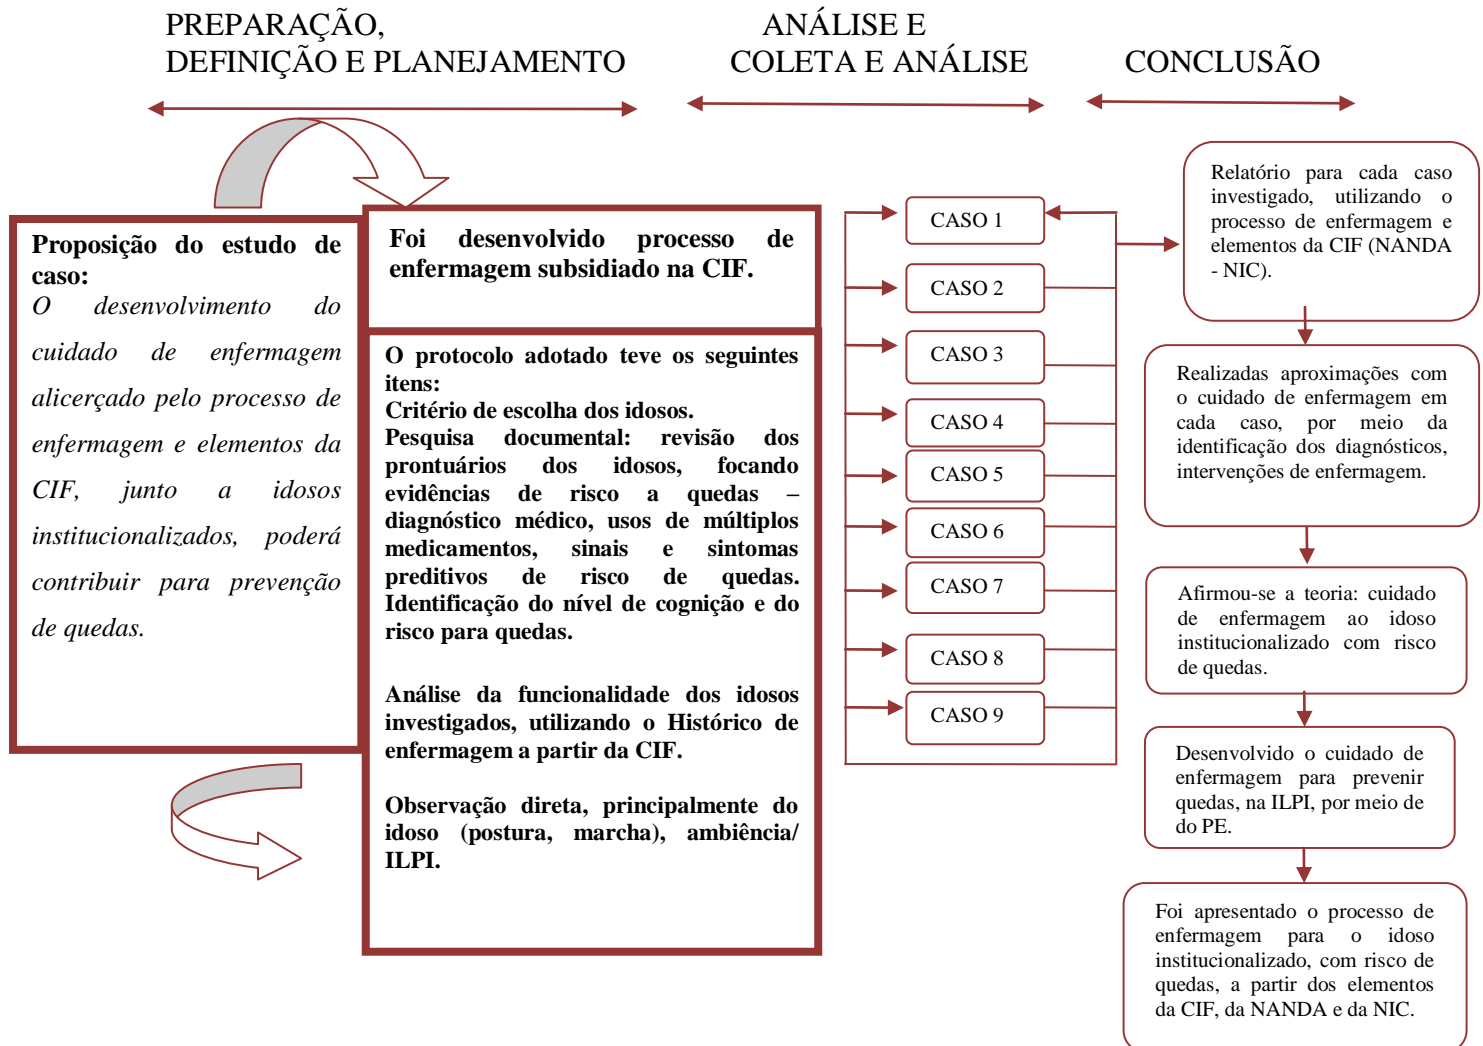 PREPARAÇÃO,
DEFINIÇÃO E PLANEJAMENTO
ANÁLISE E
COLETA E ANÁLISE
CONCLUSÃO
Proposição do estudo de
caso:
O desenvolvimento do
cuidado de enfermagem
alicerçado pelo processo de
enfermagem e elementos da
CIF, junto a idosos
institucionalizados, poderá
contribuir para prevenção
de quedas.
Foi desenvolvido processo de
enfermagem subsidiado na CIF.
O protocolo adotado teve os seguintes
itens:
Critério de escolha dos idosos.
Pesquisa documental: revisão dos
prontuários dos idosos, focando
evidências de risco a quedas –
diagnóstico médico, usos de múltiplos
medicamentos, sinais e sintomas
preditivos de risco de quedas.
Identificação do nível de cognição e do
risco para quedas.
Análise da funcionalidade dos idosos
investigados, utilizando o Histórico de
enfermagem a partir da CIF.
Observação direta, principalmente do
idoso (postura, marcha), ambiência/
ILPI.
CASO 1
CASO 2
CASO 3
CASO 4
CASO 5
CASO 6
CASO 7
CASO 8
CASO 9
Relatório para cada caso
investigado, utilizando o
processo de enfermagem e
elementos da CIF (NANDA
- NIC).
Realizadas aproximações com
o cuidado de enfermagem em
cada caso, por meio da
identificação dos diagnósticos,
intervenções de enfermagem.
Afirmou-se a teoria: cuidado
de enfermagem ao idoso
institucionalizado com risco
de quedas.
Desenvolvido o cuidado de
enfermagem para prevenir
quedas, na ILPI, por meio de
do PE.
Foi apresentado o processo de
enfermagem para o idoso
institucionalizado, com risco de
quedas, a partir dos elementos
da CIF, da NANDA e da NIC.